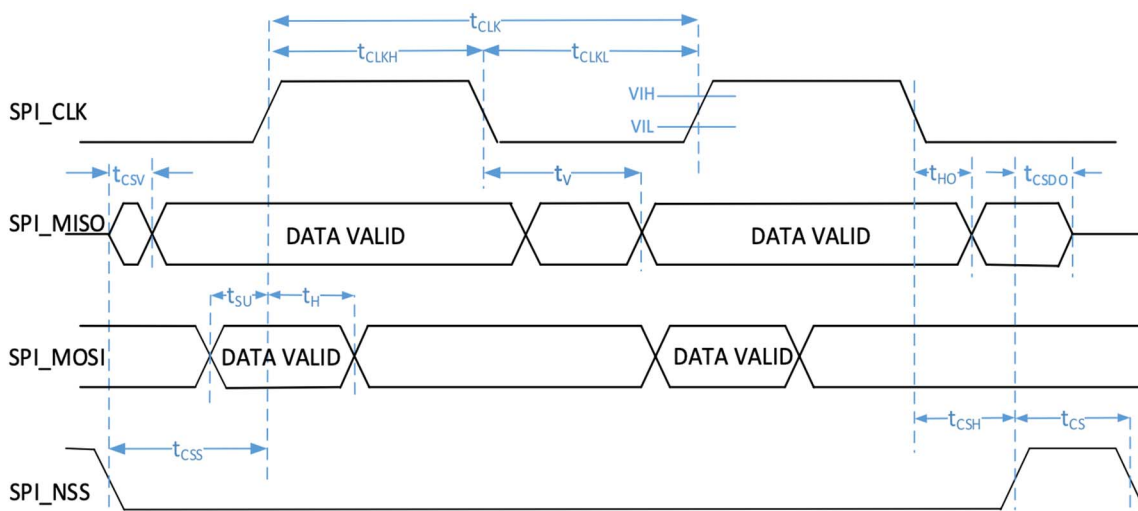 tCLK
tCLKH tCLKL
SPI_CLK
VIH
VIL
tCSV tV tHO tCSDO
SPI_MISO DATA VALID DATA VALID
tSU tH
SPI_MOSI DATA VALID DATA VALID
tCSH tCS
tCSS
SPI_NSS